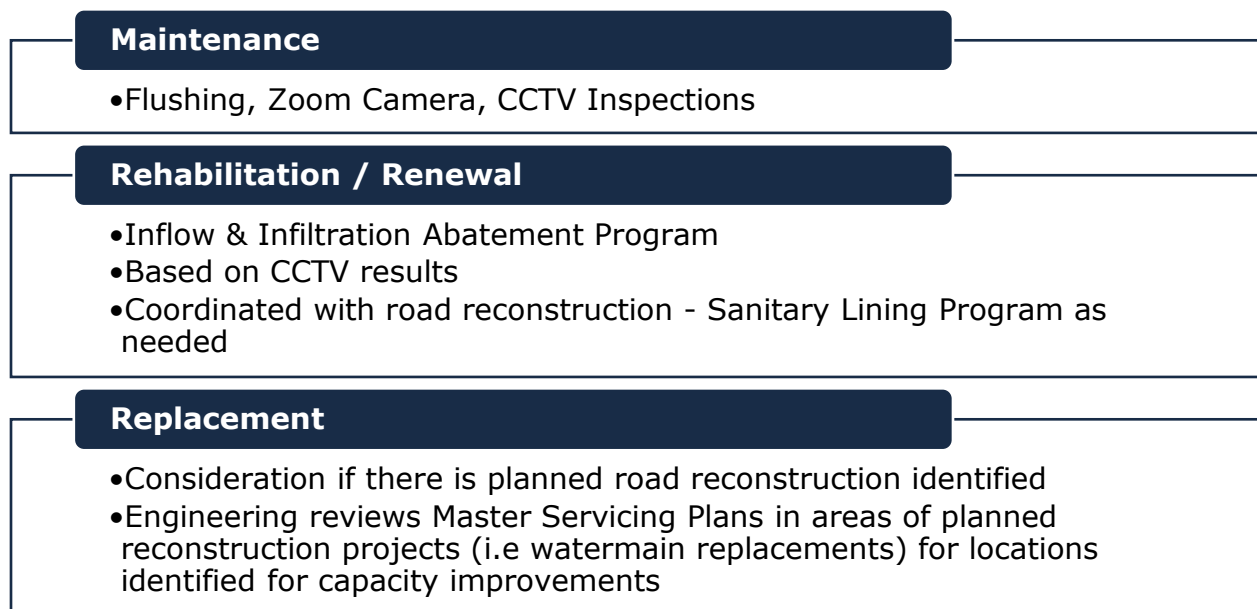 Maintenance
•Flushing, Zoom Camera, CCTV Inspections
Rehabilitation / Renewal
•Inflow & Infiltration Abatement Program
•Based on CCTV results
•Coordinated with road reconstruction - Sanitary Lining Program as
needed
Replacement
•Consideration if there is planned road reconstruction identified
•Engineering reviews Master Servicing Plans in areas of planned
reconstruction projects (i.e watermain replacements) for locations
identified for capacity improvements